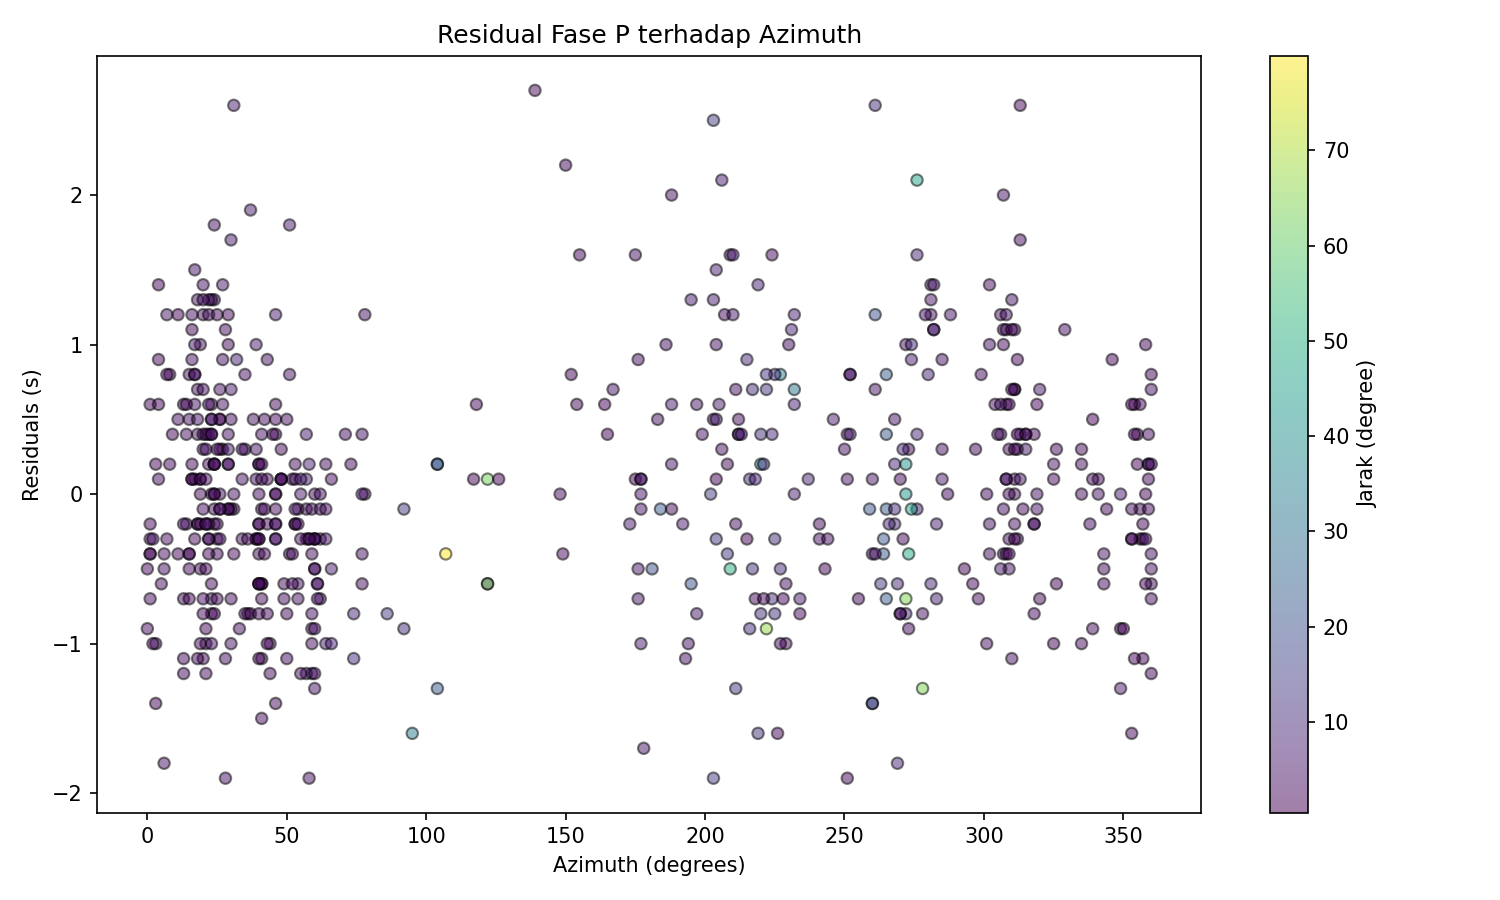 Residual Fase P terhadap Azimuth
Residuals (s)
2
1
0
−1
−2
0 50 100 150 200 250 300 350
Azimuth (degrees)
70
60
50
40
30
20
10
Jarak (degree)